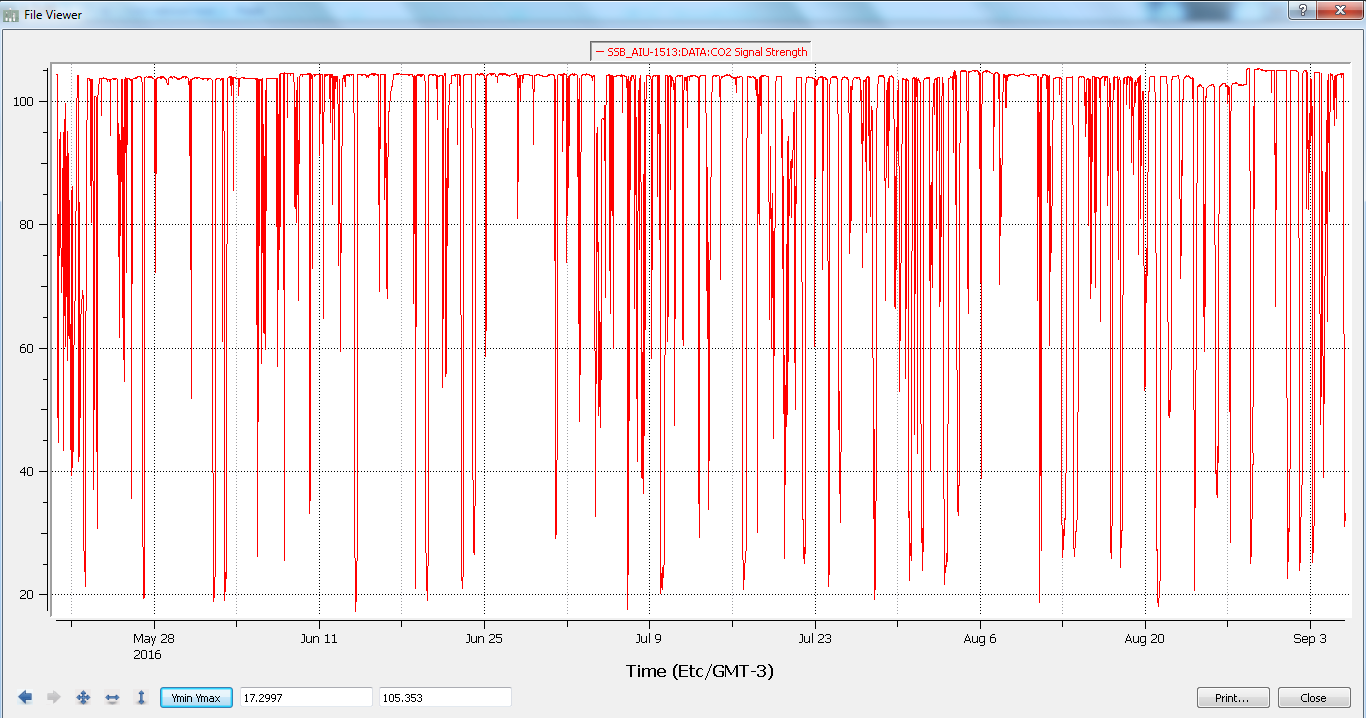 File Viewer
SSB_AIU-1513:DATA:CO2 Signal Strength
100
80
60
40
20
May 28 Jun 11 Jun 25 Jul 9 Jul 23 Aug 6 Aug 20 Sep 3
2016
Time (Etc/GMT-3)
Ymin Ymax 17.2997 105.353 Print... Close